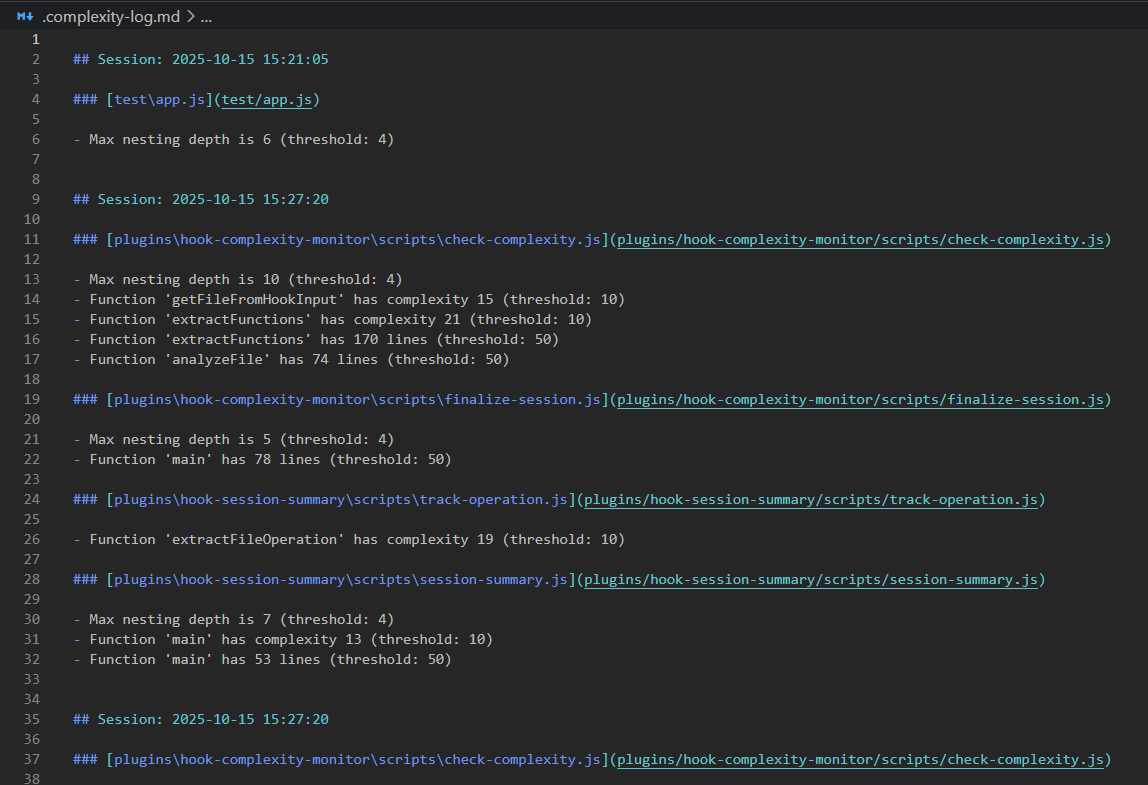 .complexity-log.md > ...
1
2 ## Session: 2025-10-15 15:21:05
3
4 ### [test\app.js](test/app.js)
5
6 - Max nesting depth is 6 (threshold: 4)
7
8
9 ## Session: 2025-10-15 15:27:20
10
11 ### [plugins\hook-complexity-monitor\scripts\check-complexity.js](plugins/hook-complexity-monitor/scripts/check-complexity.js)
12
13 - Max nesting depth is 10 (threshold: 4)
14 - Function 'getFileFromHookInput' has complexity 15 (threshold: 10)
15 - Function 'extractFunctions' has complexity 21 (threshold: 10)
16 - Function 'extractFunctions' has 170 lines (threshold: 50)
17 - Function 'analyzeFile' has 74 lines (threshold: 50)
18
19 ### [plugins\hook-complexity-monitor\scripts\finalize-session.js](plugins/hook-complexity-monitor/scripts/finalize-session.js)
20
21 - Max nesting depth is 5 (threshold: 4)
22 - Function 'main' has 78 lines (threshold: 50)
23
24 ### [plugins\hook-session-summary\scripts\track-operation.js](plugins/hook-session-summary/scripts/track-operation.js)
25
26 - Function 'extractFileOperation' has complexity 19 (threshold: 10)
27
28 ### [plugins\hook-session-summary\scripts\session-summary.js](plugins/hook-session-summary/scripts/session-summary.js)
29
30 - Max nesting depth is 7 (threshold: 4)
31 - Function 'main' has complexity 13 (threshold: 10)
32 - Function 'main' has 53 lines (threshold: 50)
33
34
35 ## Session: 2025-10-15 15:27:20
36
37 ### [plugins\hook-complexity-monitor\scripts\check-complexity.js](plugins/hook-complexity-monitor/scripts/check-complexity.js)
38